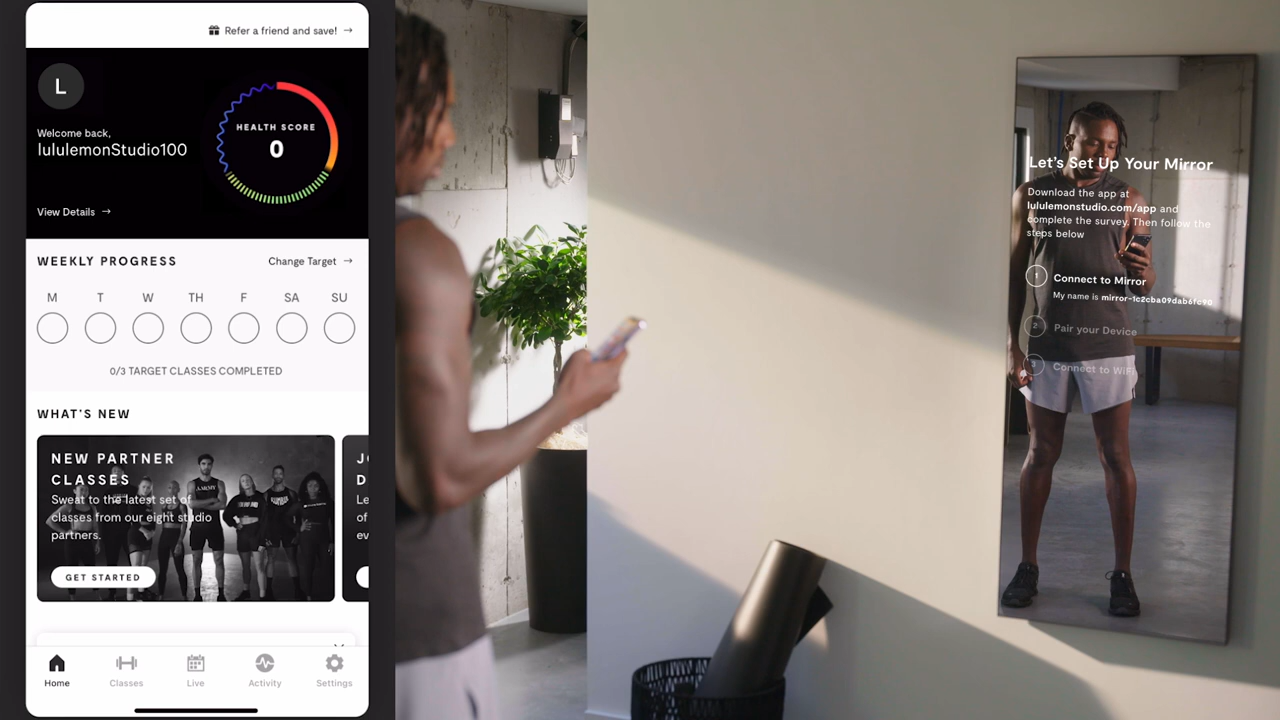 Refer a friend and save! →
L
Welcome back,
lululemonStudio100
View Details →
HEALTH SCORE
0
WEEKLY PROGRESS
Change Target →
M T W TH F SA SU
0/3 TARGET CLASSES COMPLETED
WHAT'S NEW
NEW PARTNER
CLASSES
Sweat to the latest set of
classes from our eight studio
partners.
GET STARTED
Home Classes Live Activity Settings
Let's Set Up Your Mirror
Download the app at
lululemonstudio.com/app and
complete the survey. Then follow the
steps below
1 Connect to Mirror
My name is mirror-1c2cba09dab6fc90
2 Pair your Device
3 Connect to WiFi